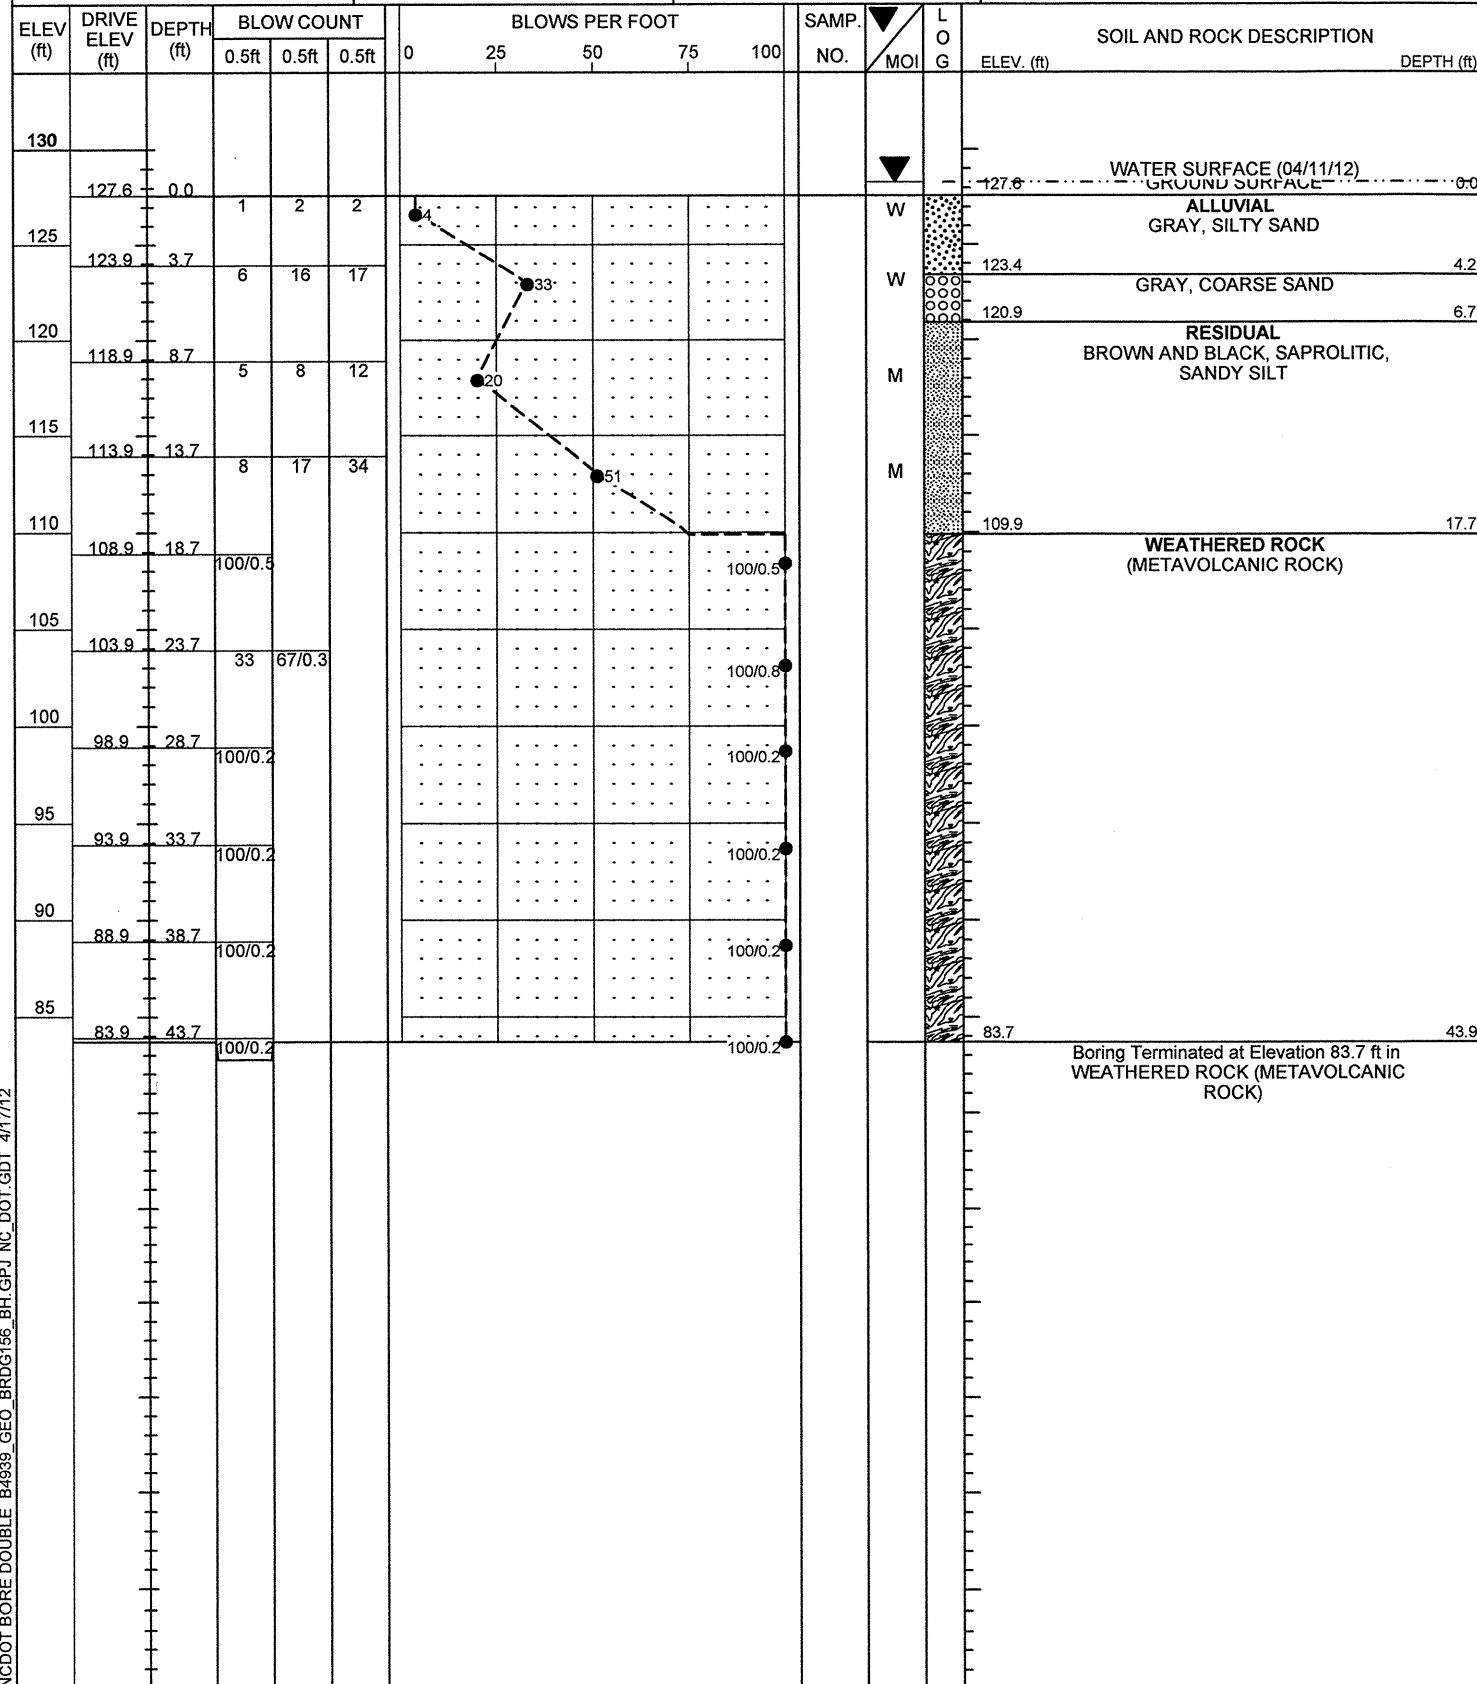 ELEV (ft) DRIVE ELEV (ft) DEPTH (ft) BLOW COUNT BLOWS PER FOOT SAMP. NO. MOI LOG SOIL AND ROCK DESCRIPTION
0.5ft 0.5ft 0.5ft 0 25 50 75 100 ELEV. (ft) DEPTH (ft)
130
WATER SURFACE (04/11/12)
127.6 0.0 127.6 GROUND SURFACE 0.0
1 2 2 4 W ALLUVIAL
GRAY, SILTY SAND
125
123.9 3.7 123.4 4.2
6 16 17 33 W GRAY, COARSE SAND
120.9 6.7
120 RESIDUAL
118.9 8.7 BROWN AND BLACK, SAPROLITIC,
5 8 12 20 M SANDY SILT
115
113.9 13.7
8 17 34 51 M
110 109.9 17.7
108.9 18.7 WEATHERED ROCK
100/0.5 100/0.5 (METAVOLCANIC ROCK)
105
103.9 23.7
33 67/0.3 100/0.8
100
98.9 28.7
100/0.2 100/0.2
95
93.9 33.7
100/0.2 100/0.2
90
88.9 38.7
100/0.2 100/0.2
85
83.9 43.7 83.7 43.9
100/0.2 100/0.2 Boring Terminated at Elevation 83.7 ft in
WEATHERED ROCK (METAVOLCANIC
ROCK)
NCDOT BORE DOUBLE B4939_GEO_BRDG156_BH.GPJ NC_DOT.GDT 4/17/12